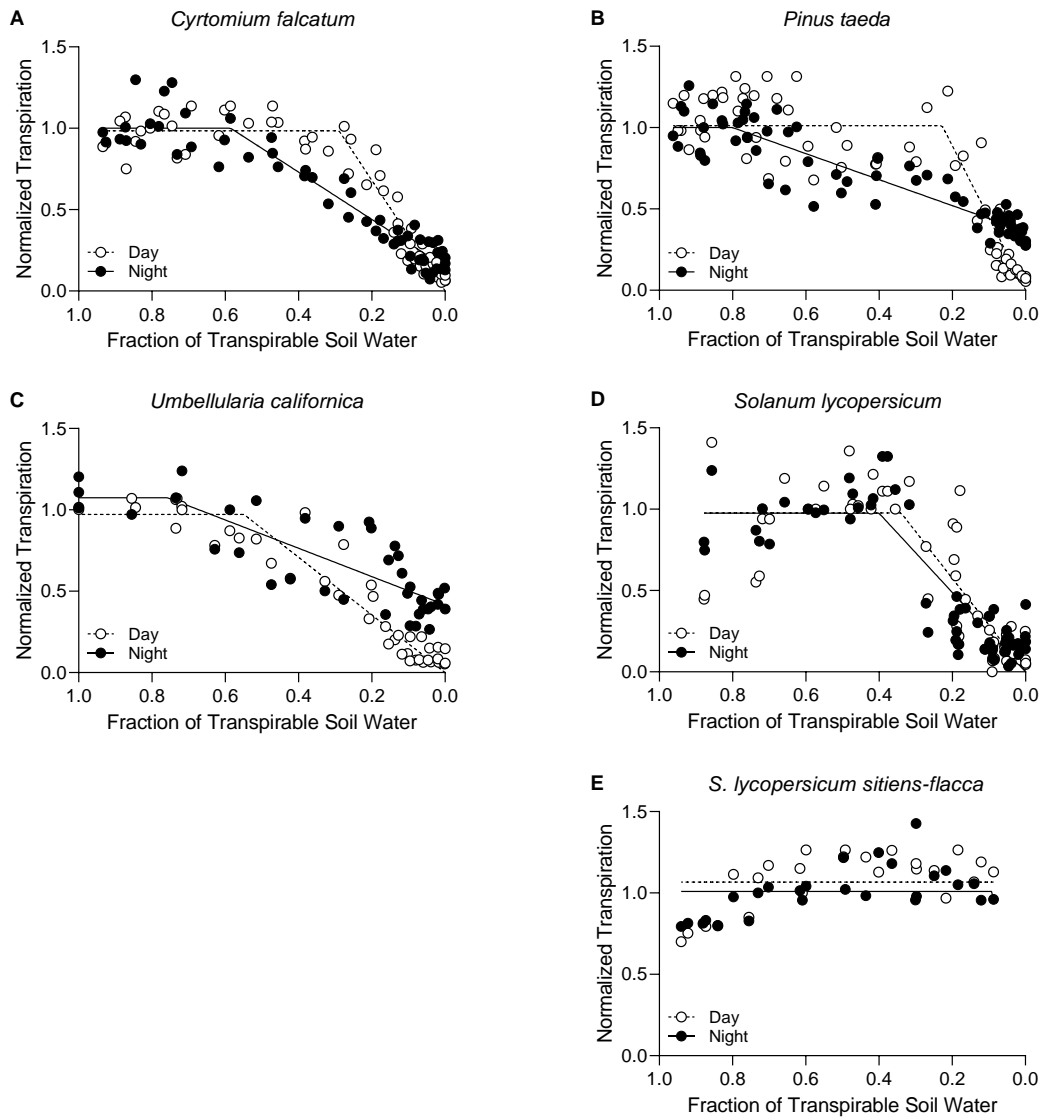 A
Cyrtomium falcatum
Normalized Transpiration
1.5
1.0
0.5
0.0
Day
Night
1.0 0.8 0.6 0.4 0.2 0.0
Fraction of Transpirable Soil Water
B
Pinus taeda
Normalized Transpiration
1.5
1.0
0.5
0.0
Day
Night
1.0 0.8 0.6 0.4 0.2 0.0
Fraction of Transpirable Soil Water
C
Umbellularia californica
Normalized Transpiration
1.5
1.0
0.5
0.0
Day
Night
1.0 0.8 0.6 0.4 0.2 0.0
Fraction of Transpirable Soil Water
D
Solanum lycopersicum
Normalized Transpiration
1.5
1.0
0.5
0.0
Day
Night
1.0 0.8 0.6 0.4 0.2 0.0
Fraction of Transpirable Soil Water
E
S. lycopersicum sitiens-flacca
Normalized Transpiration
1.5
1.0
0.5
0.0
Day
Night
1.0 0.8 0.6 0.4 0.2 0.0
Fraction of Transpirable Soil Water